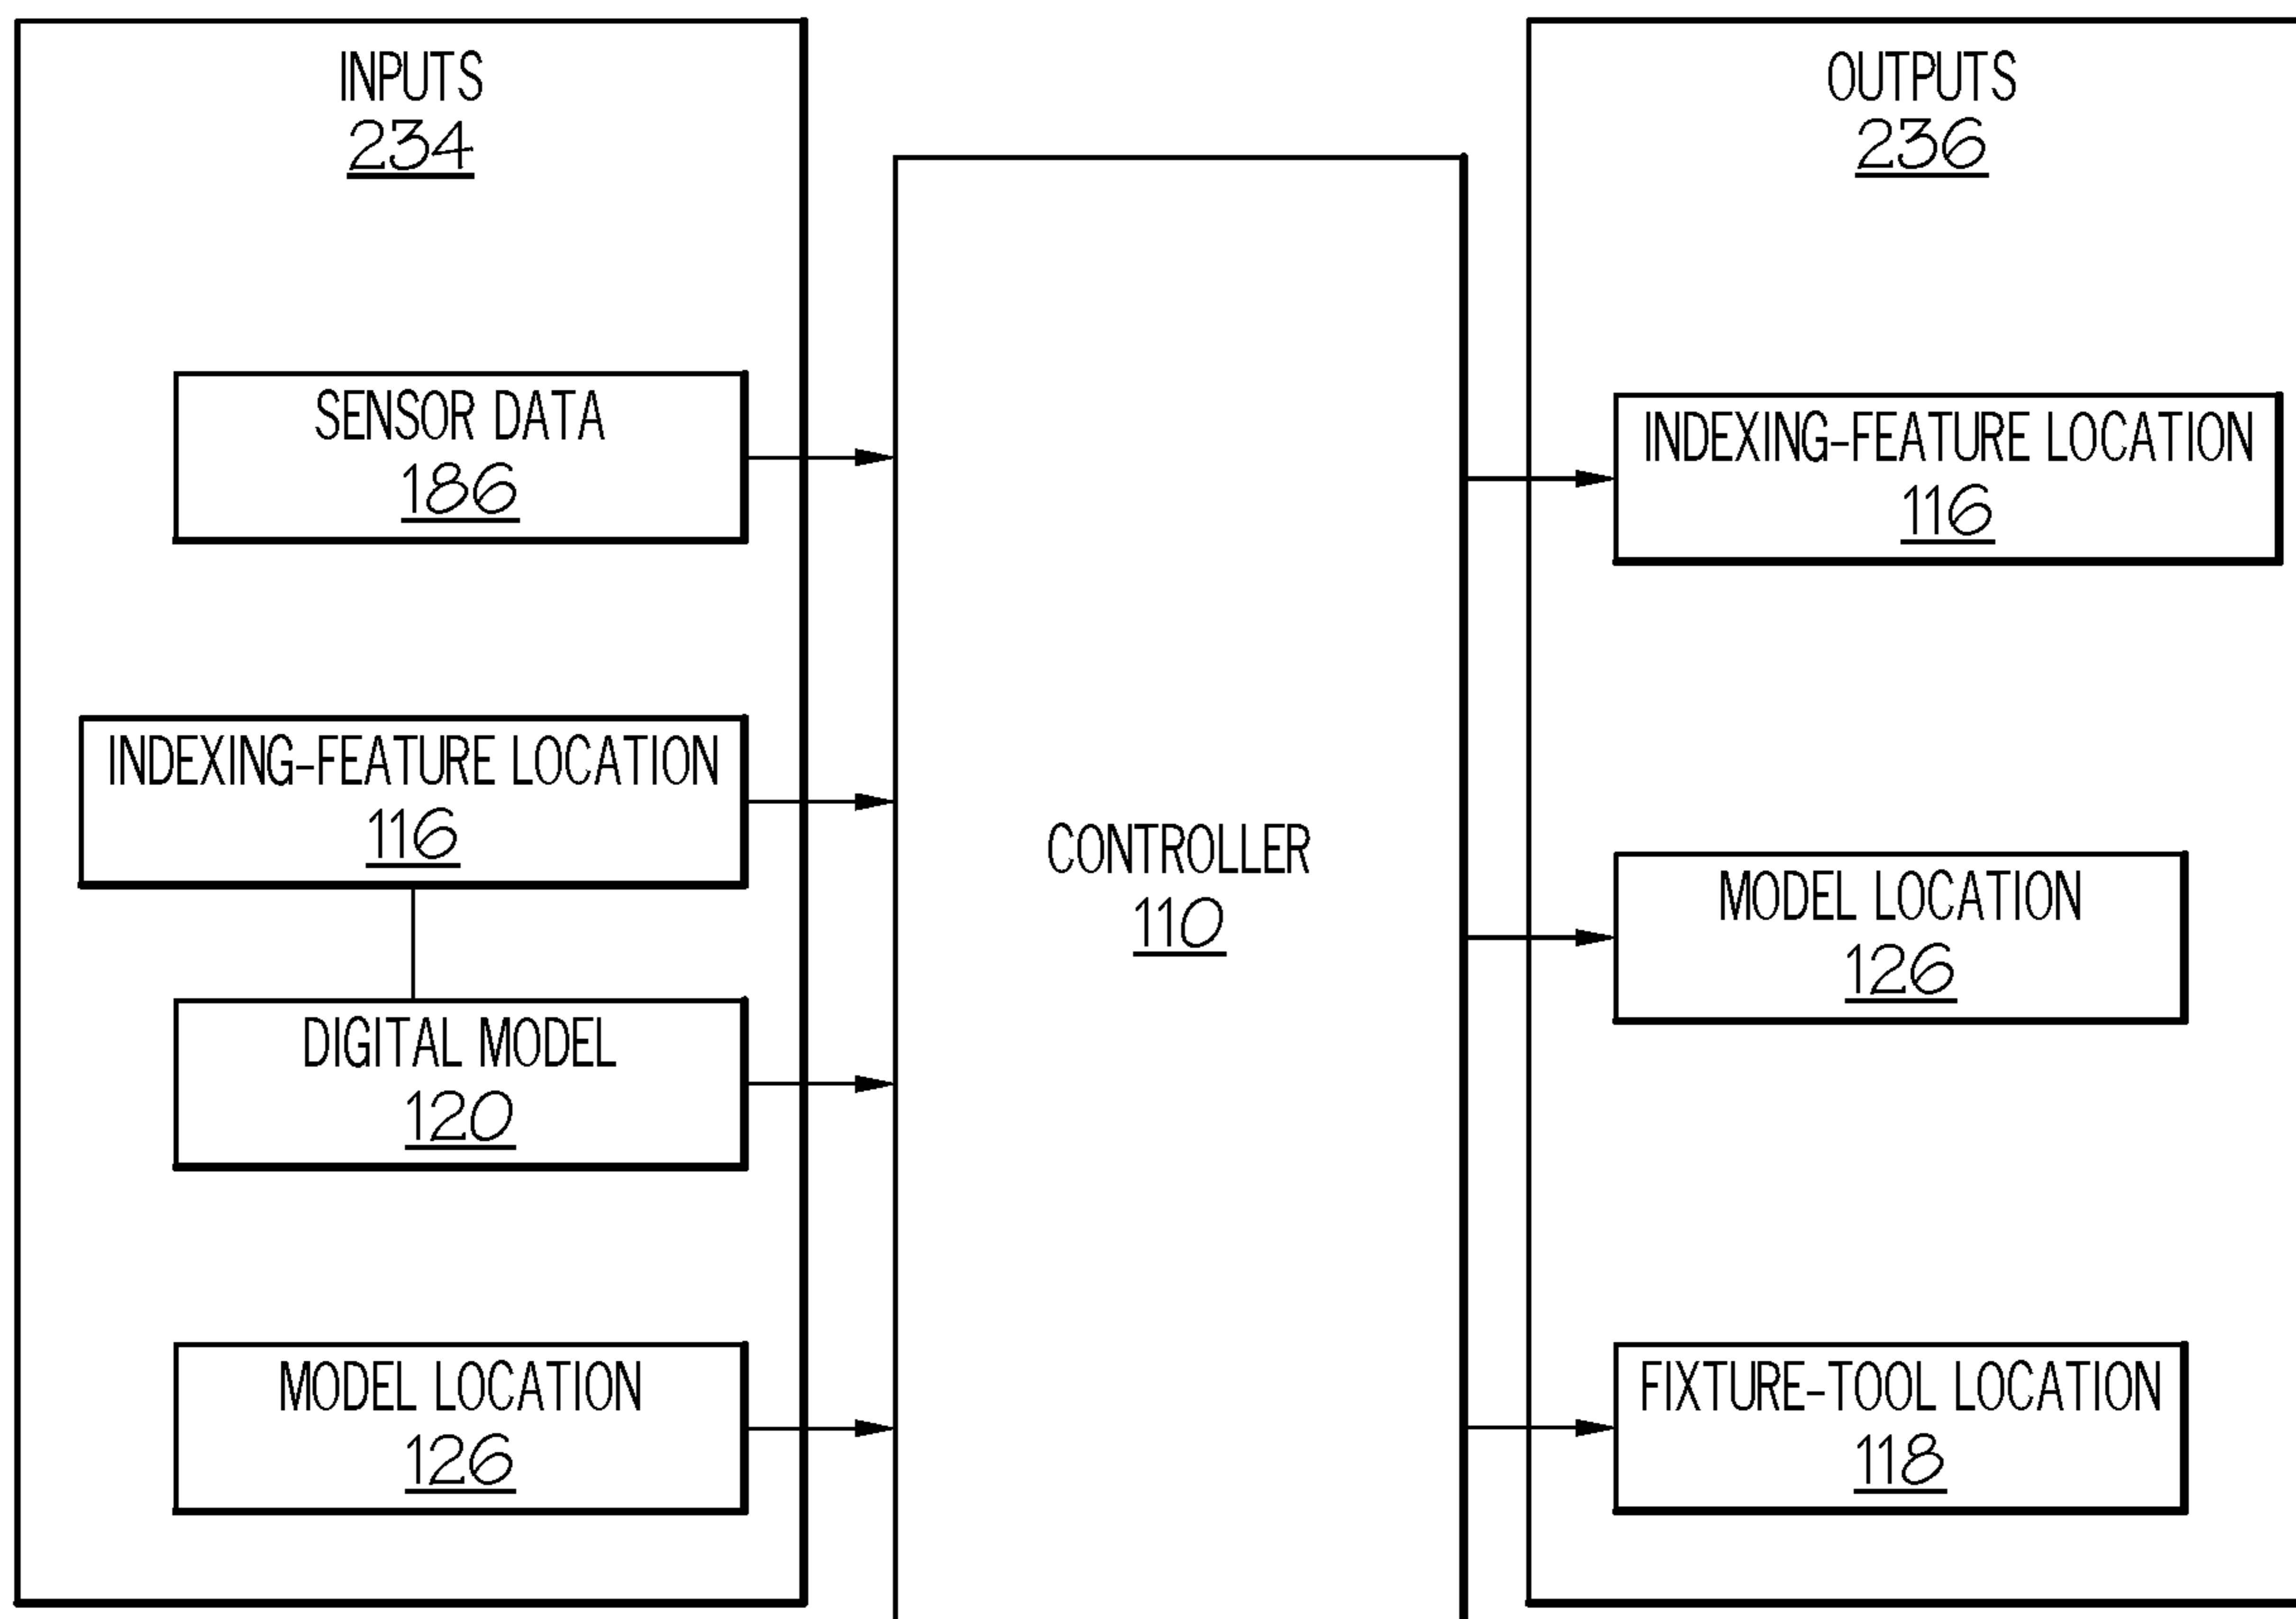 INPUTS
234
SENSOR DATA
186
INDEXING-FEATURE LOCATION
116
DIGITAL MODEL
120
MODEL LOCATION
126
CONTROLLER
110
OUTPUTS
236
INDEXING-FEATURE LOCATION
116
MODEL LOCATION
126
FIXTURE-TOOL LOCATION
118